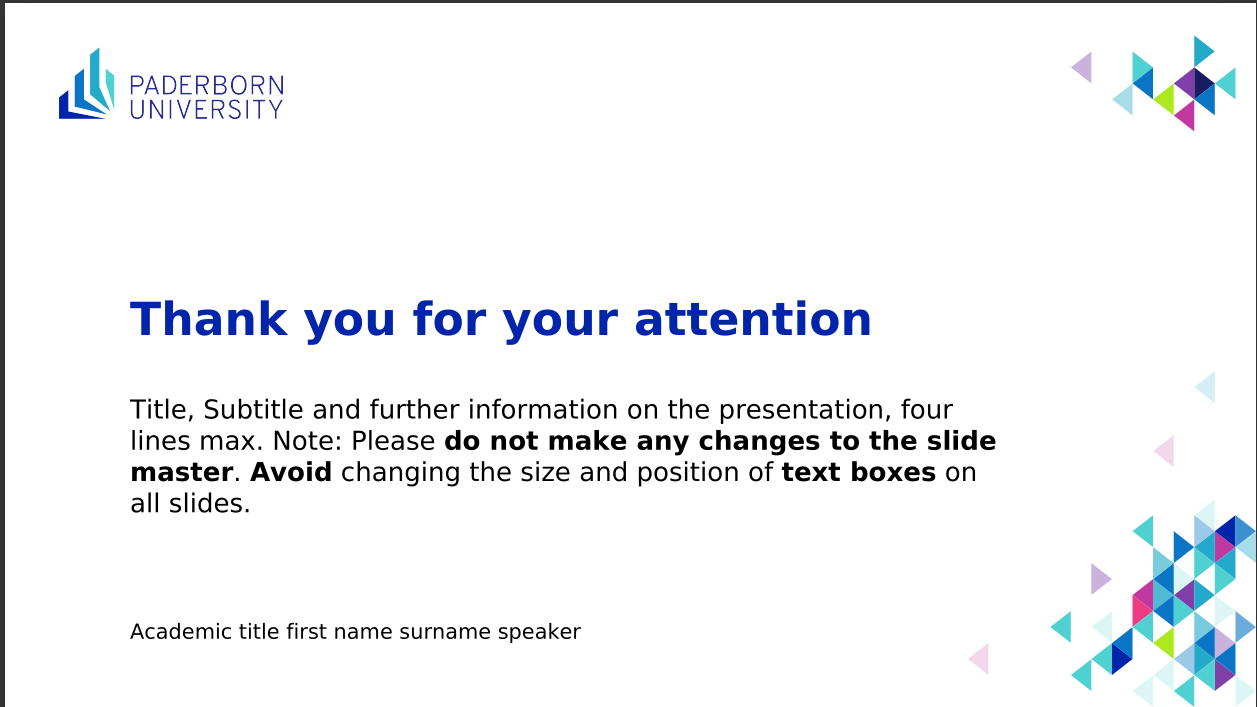 PADERBORN
UNIVERSITY
Thank you for your attention
Title, Subtitle and further information on the presentation, four
lines max. Note: Please do not make any changes to the slide
master. Avoid changing the size and position of text boxes on
all slides.
Academic title first name surname speaker